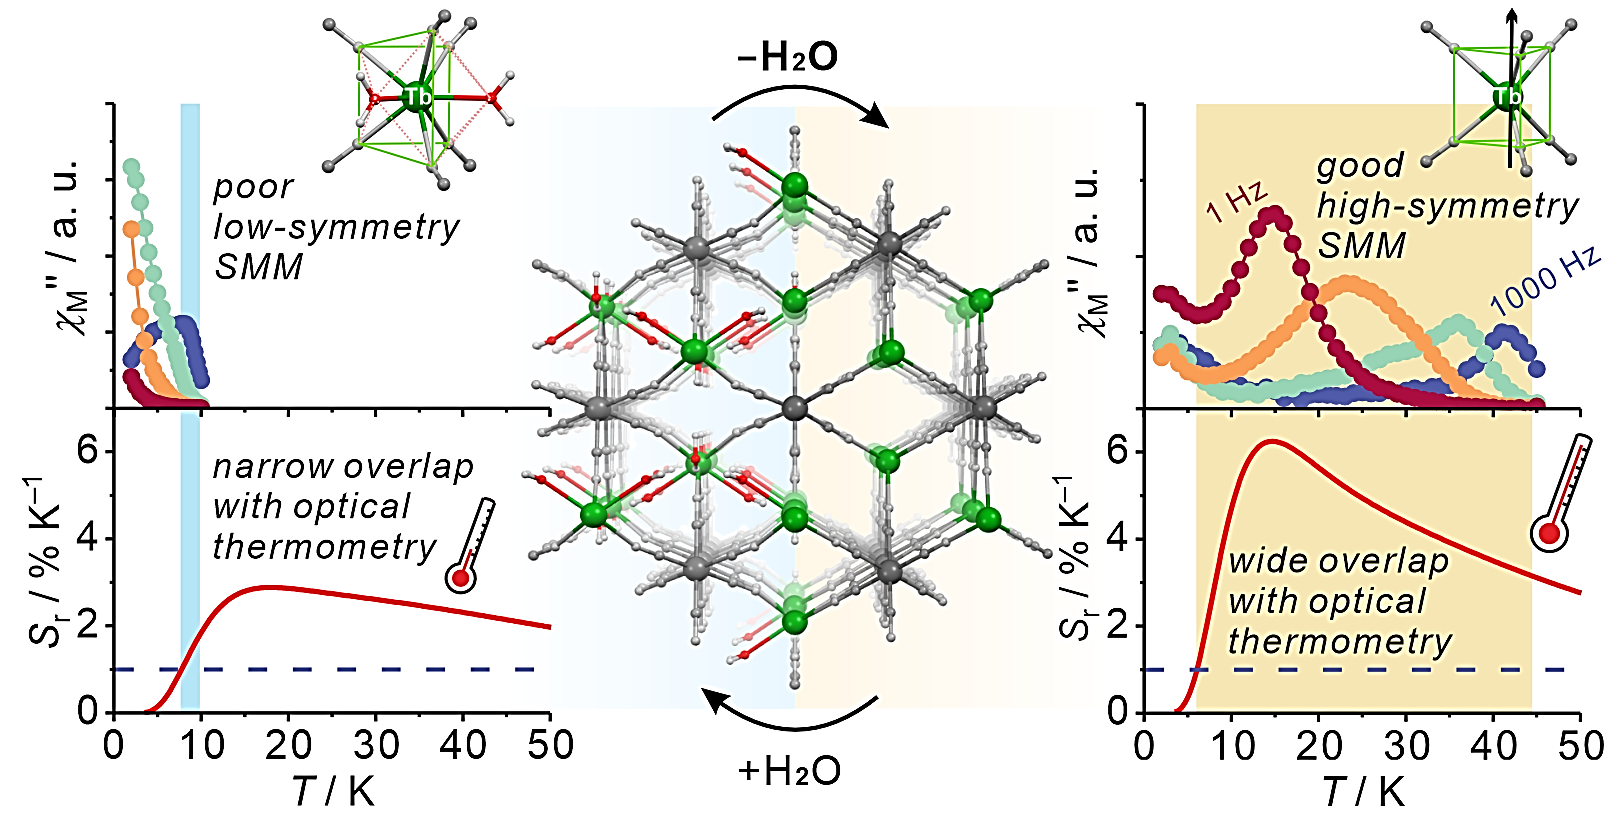 –H₂O
Tb
poor
low-symmetry
SMM
χM" / a. u.
narrow overlap
with optical
thermometry
6
4
2
0
Sr / % K–1
0 10 20 30 40 50
T / K
+H₂O
Tb
good
high-symmetry
SMM
1 Hz
1000 Hz
χM" / a. u.
wide overlap
with optical
thermometry
6
4
2
0
Sr / % K–1
0 10 20 30 40 50
T / K